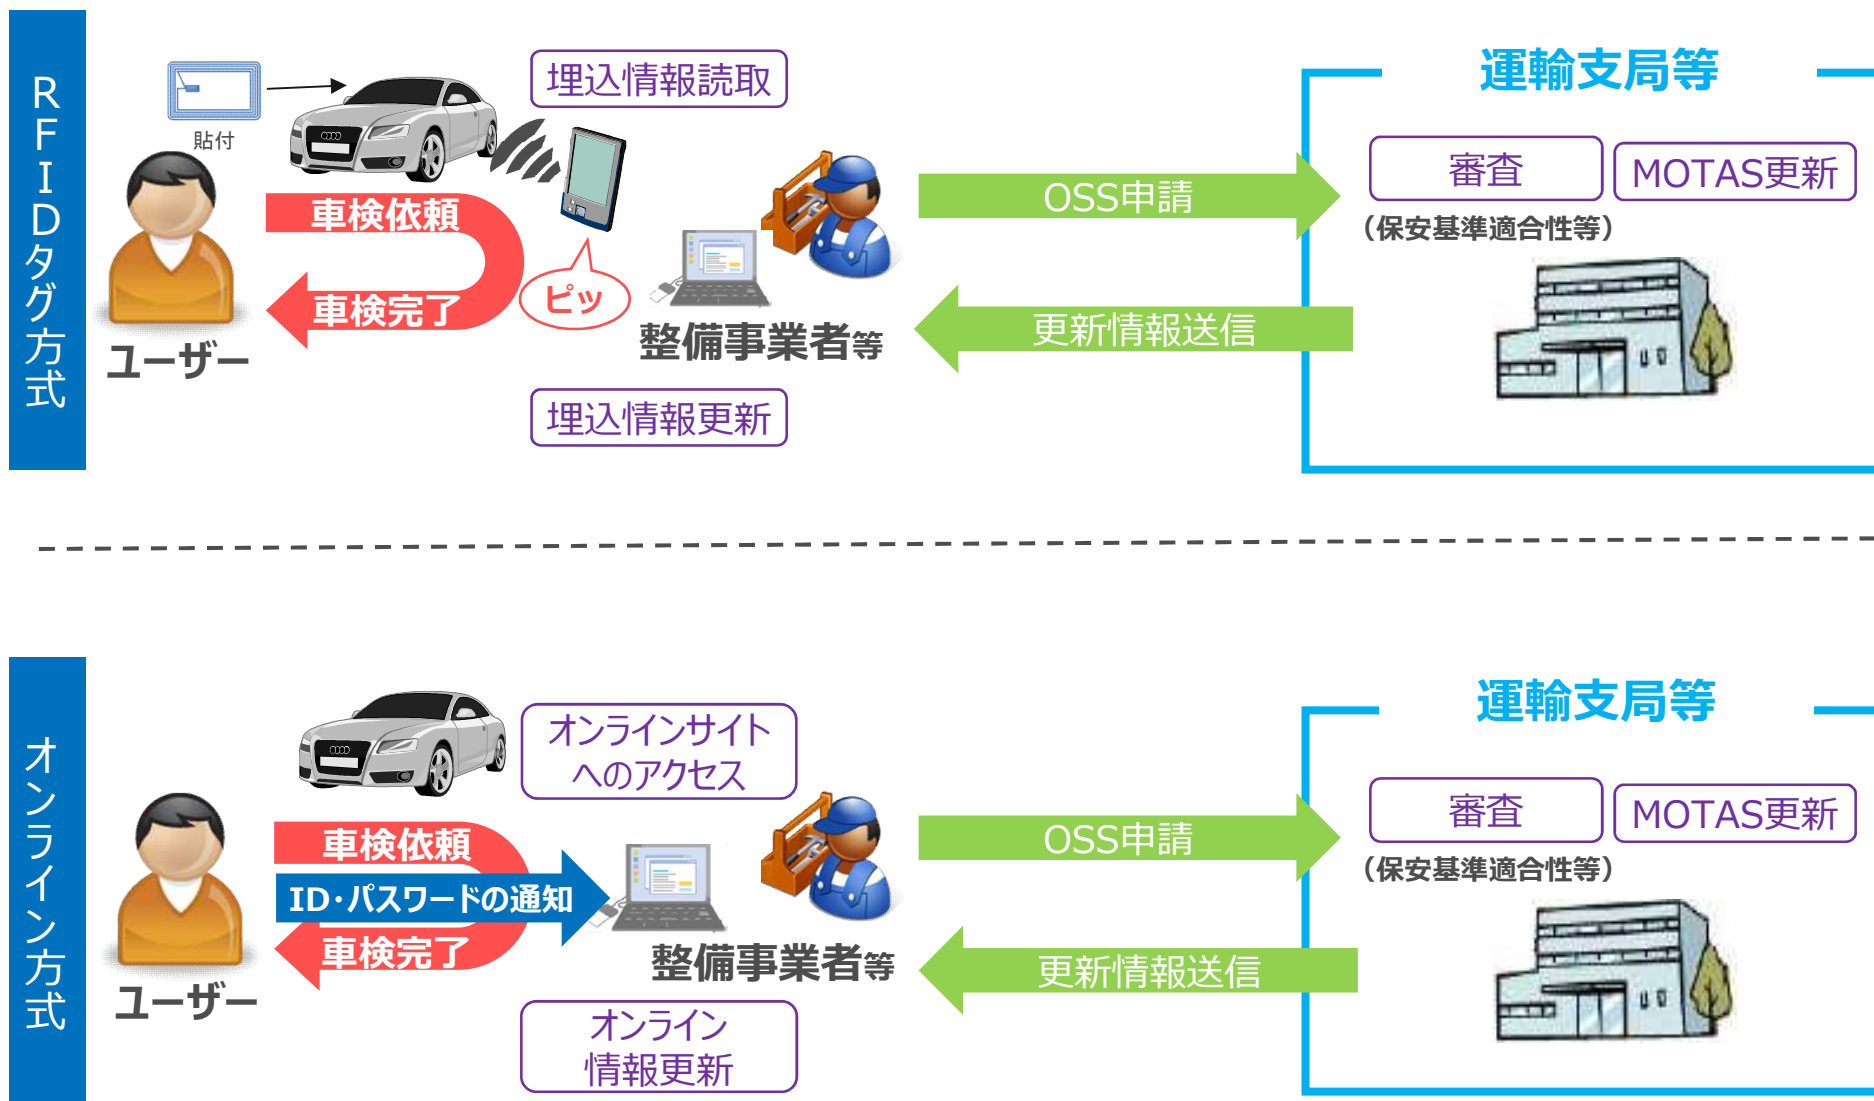 RFIDタグ方式
貼付
埋込情報読取
車検依頼
車検完了
ピッ
ユーザー
整備事業者等
埋込情報更新
OSS申請
更新情報送信
運輸支局等
審査
MOTAS更新
（保安基準適合性等）
オンライン方式
オンラインサイト
へのアクセス
車検依頼
ID・パスワードの通知
車検完了
ユーザー
整備事業者等
オンライン
情報更新
OSS申請
更新情報送信
運輸支局等
審査
MOTAS更新
（保安基準適合性等）